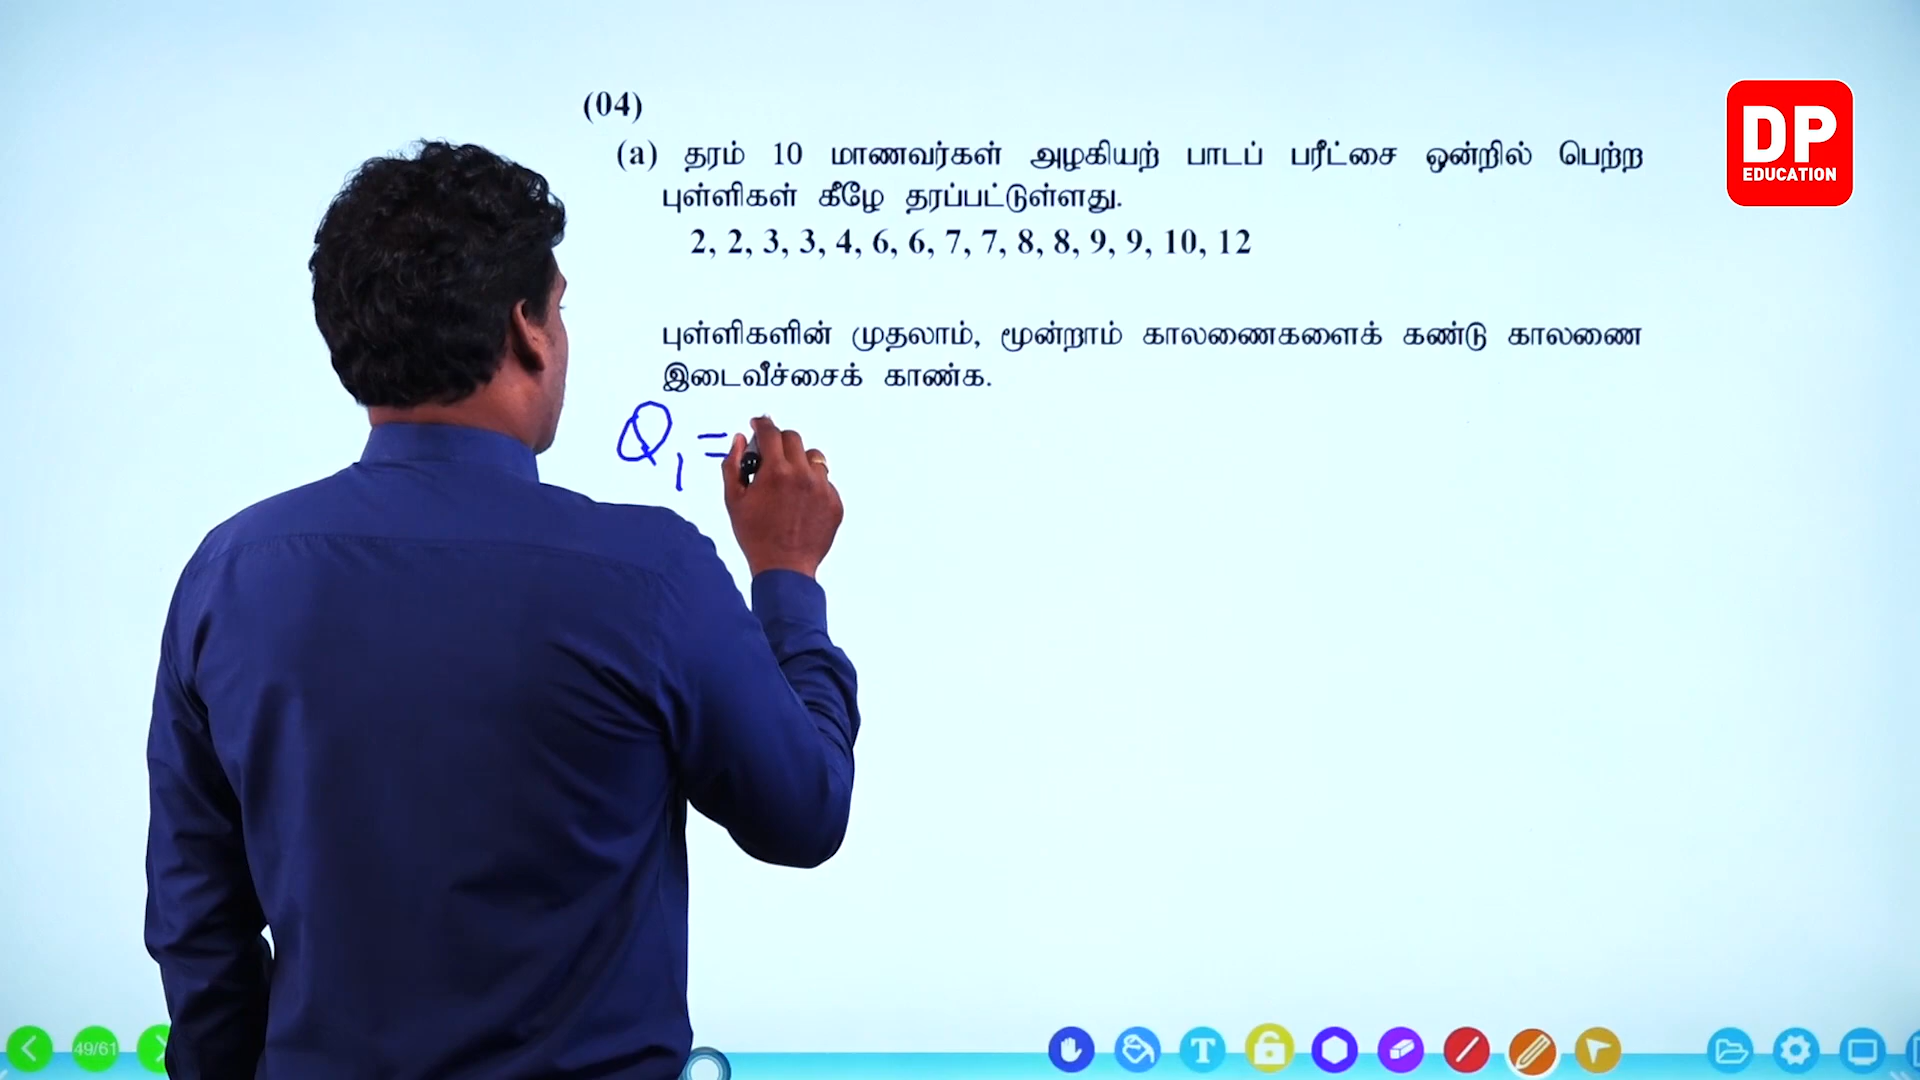 (04)
(a) தரம் 10 மாணவர்கள் அழகியற் பாடப் பரீட்சை ஒன்றில் பெற்ற
புள்ளிகள் கீழே தரப்பட்டுள்ளது.
2, 2, 3, 3, 4, 6, 6, 7, 7, 8, 8, 9, 9, 10, 12
புள்ளிகளின் முதலாம், மூன்றாம் காலணைகளைக் கண்டு காலணை
இடைவீச்சைக் காண்க.
Q₁ =
DP
EDUCATION
49/61
T